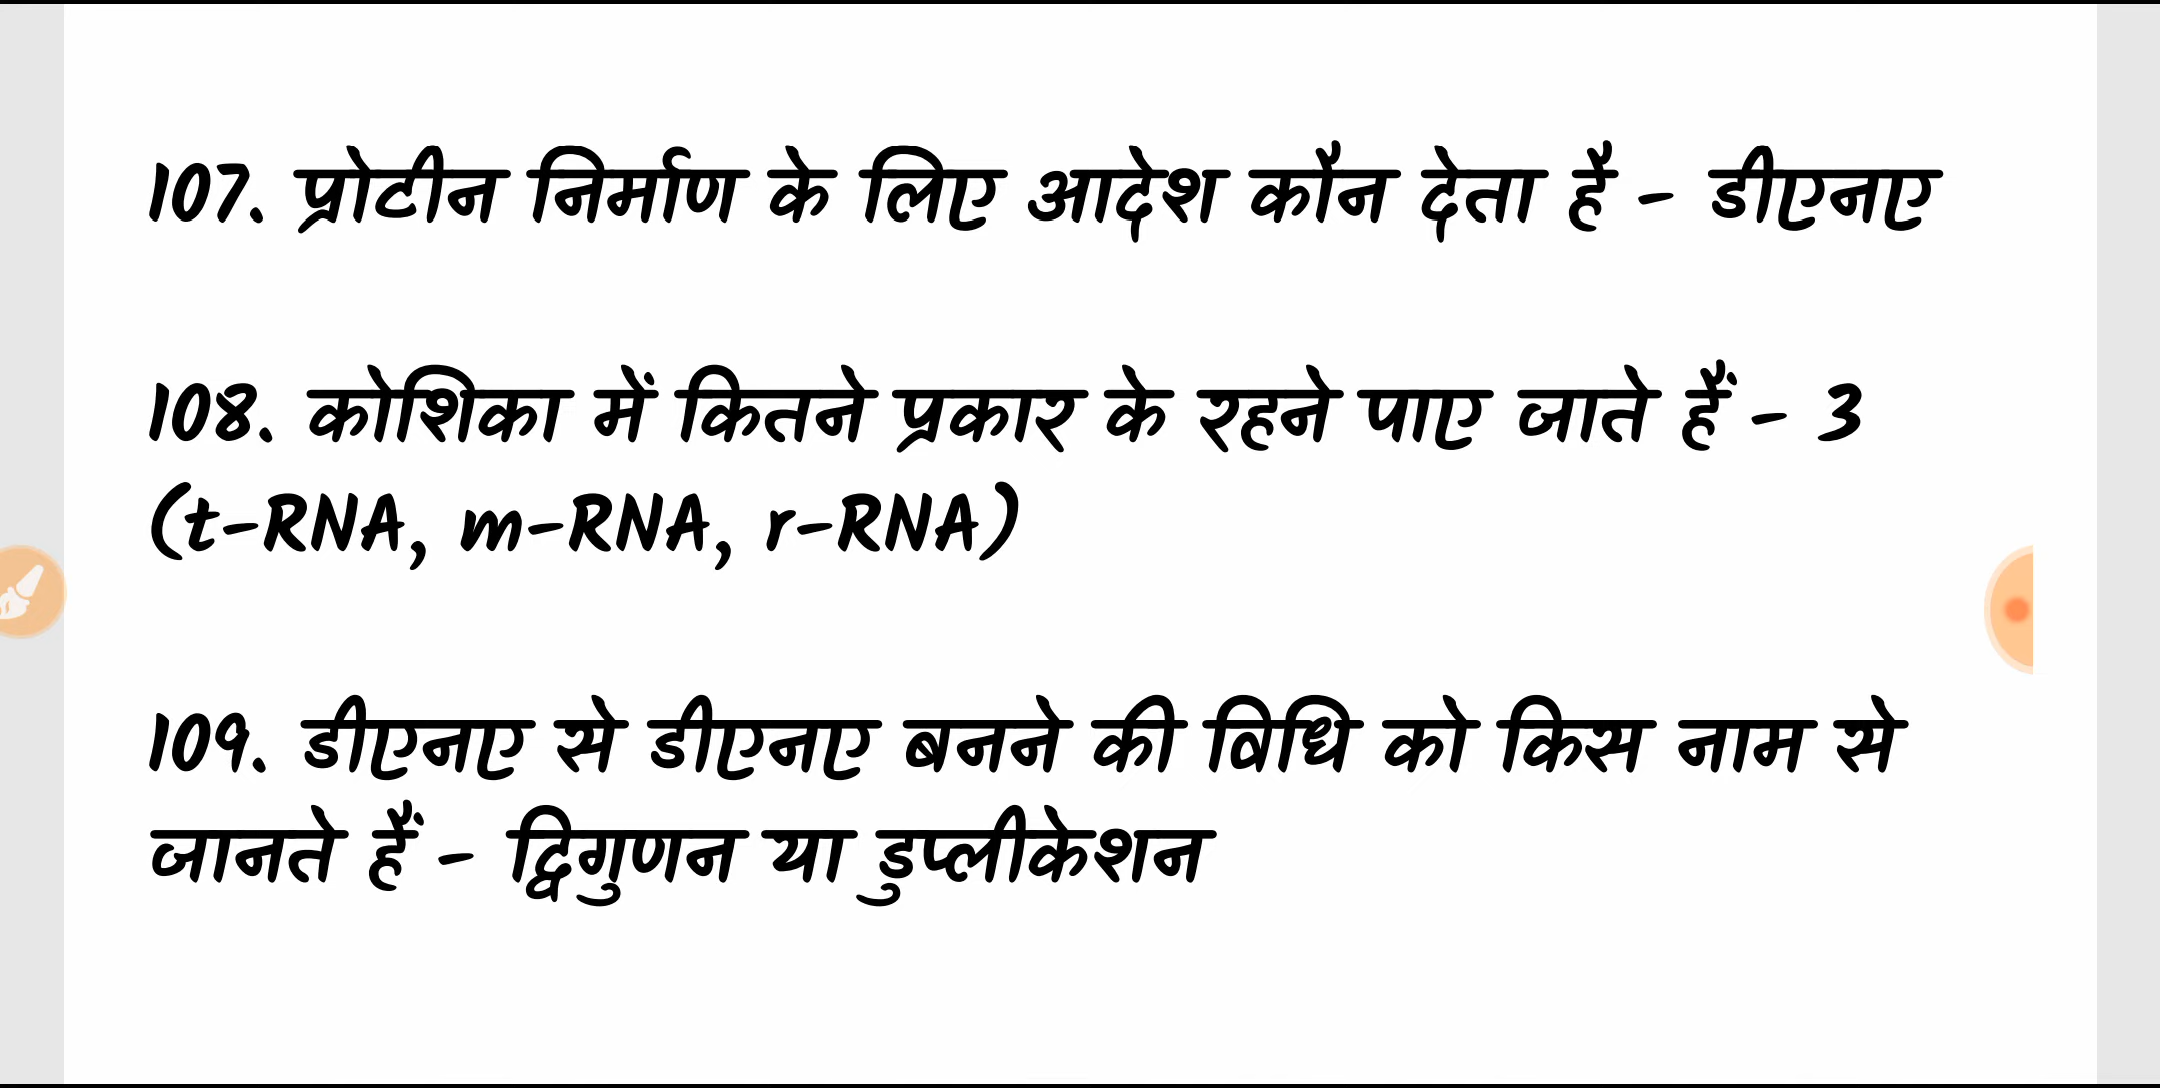 107. प्रोटीन निर्माण के लिए आदेश कौन देता है - डीएनए
108. कोशिका में कितने प्रकार के रहने पाए जाते हैं - 3
(t-RNA, m-RNA, r-RNA)
109. डीएनए से डीएनए बनने की विधि को किस नाम से
जानते हैं - द्विगुणन या डुप्लीकेशन